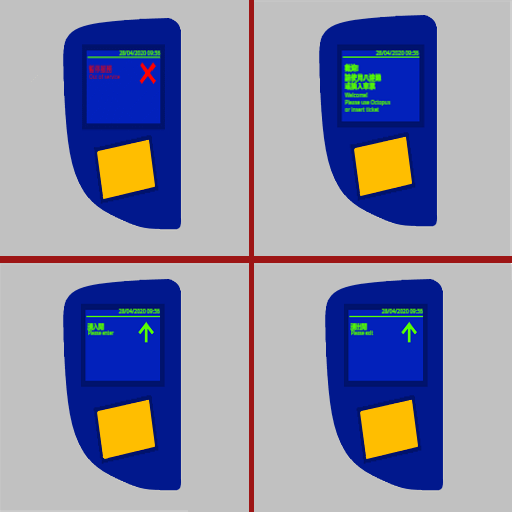 28/04/2020 09:56
暫停服務
Out of service
28/04/2020 09:56
歡迎!
請使用八達通
或插入車票
Welcome!
Please use Octopus
or insert ticket
28/04/2020 09:56
請入閘
Please enter
28/04/2020 09:56
請出閘
Please exit